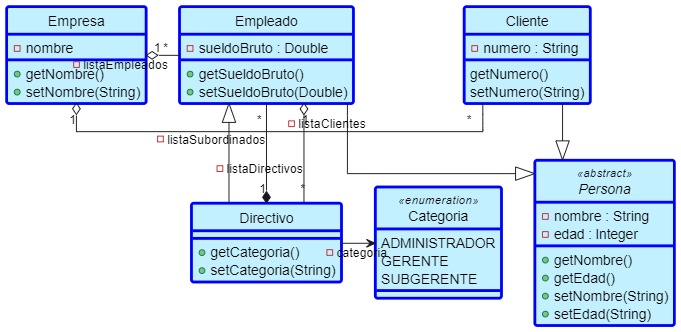 Empresa
nombre
getNombre()
setNombre(String)
Empleado
sueldoBruto : Double
getSueldoBruto()
setSueldoBruto(Double)
Cliente
numero : String
getNumero()
setNumero(String)
1 *
listaEmpleados
1
*
listaClientes
*
listaSubordinados
listaDirectivos
1
*
Directivo
getCategoria()
setCategoria(String)
categoria
«enumeration»
Categoria
ADMINISTRADOR
GERENTE
SUBGERENTE
«abstract»
Persona
nombre : String
edad : Integer
getNombre()
getEdad()
setNombre(String)
setEdad(String)